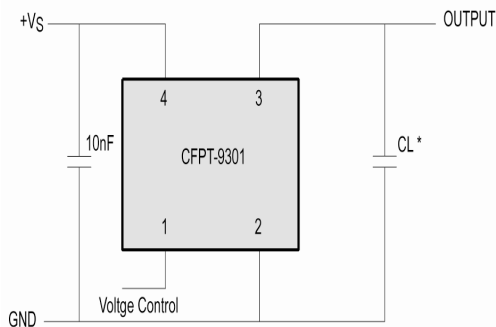 +VS
OUTPUT
4
3
10nF
CFPT-9301
CL *
1
2
Voltge Control
GND